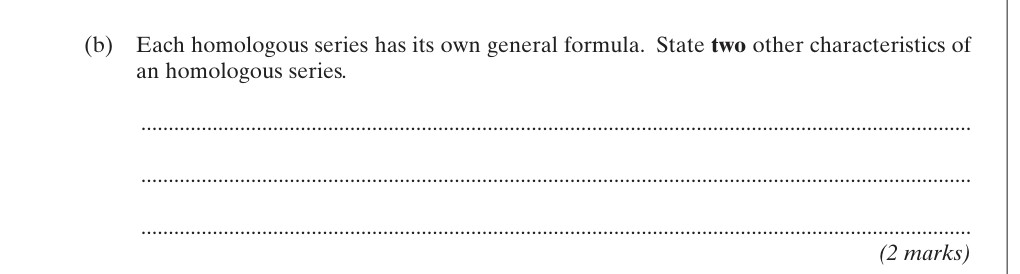 (b) Each homologous series has its own general formula. State two other characteristics of
an homologous series.
................................................................................
................................................................................
................................................................................
(2 marks)